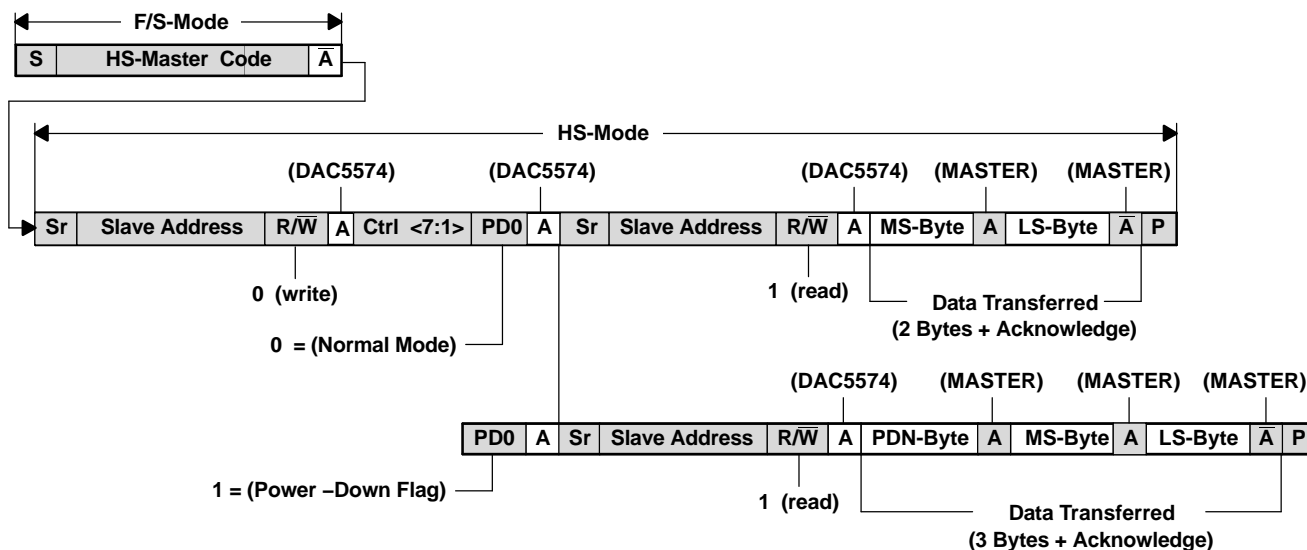 F/S-Mode
S HS-Master Code A̅
HS-Mode
(DAC5574) (DAC5574) (DAC5574) (MASTER) (MASTER)
Sr Slave Address R/W̅ A Ctrl <7:1> PD0 A Sr Slave Address R/W̅ A MS-Byte A LS-Byte A̅ P
0 (write) 1 (read) Data Transferred
(2 Bytes + Acknowledge)
0 = (Normal Mode)
(DAC5574) (MASTER) (MASTER) (MASTER)
PD0 A Sr Slave Address R/W̅ A PDN-Byte A MS-Byte A LS-Byte A̅ P
1 = (Power –Down Flag) 1 (read) Data Transferred
(3 Bytes + Acknowledge)